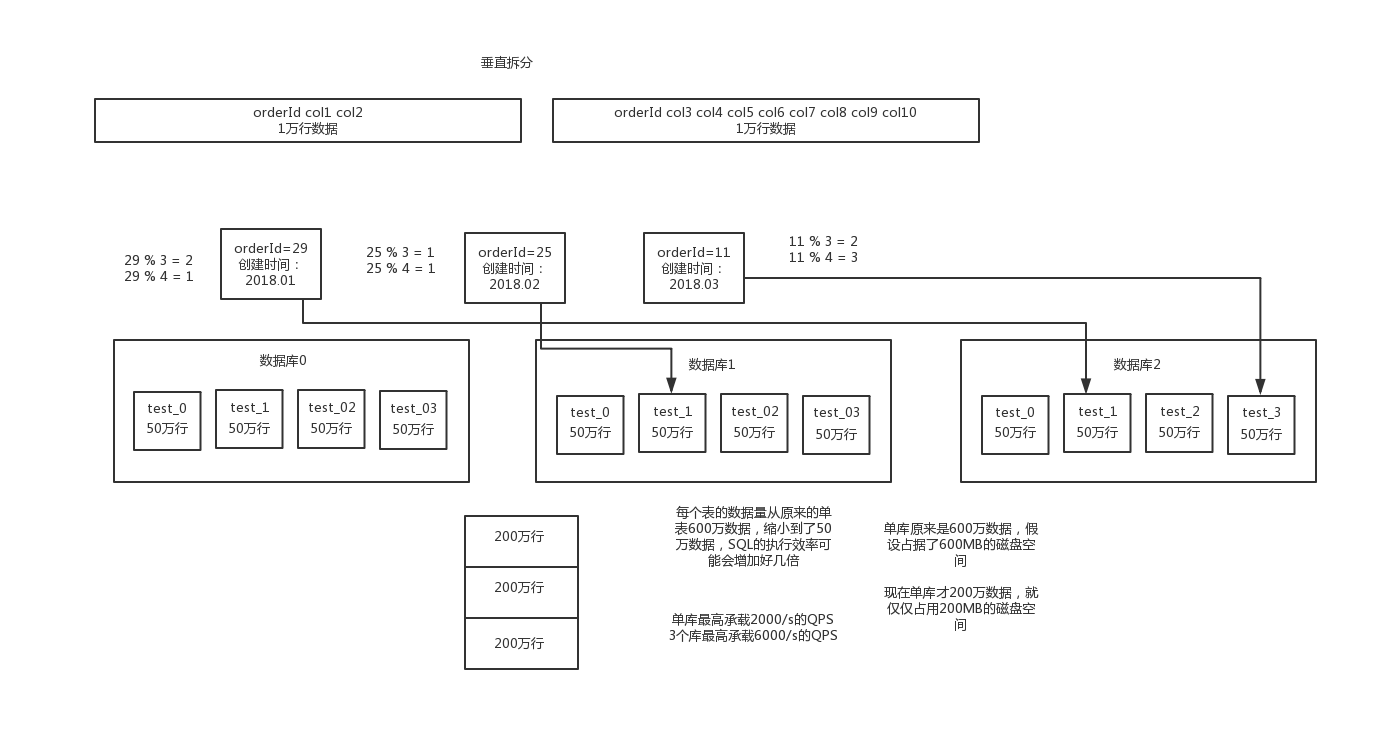 垂直拆分
orderId col1 col2
1万行数据
orderId col3 col4 col5 col6 col7 col8 col9 col10
1万行数据
29 % 3 = 2
29 % 4 = 1
orderId=29
创建时间：
2018.01
25 % 3 = 1
25 % 4 = 1
orderId=25
创建时间：
2018.02
orderId=11
创建时间：
2018.03
11 % 3 = 2
11 % 4 = 3
数据库0
test_0
50万行
test_1
50万行
test_02
50万行
test_03
50万行
数据库1
test_0
50万行
test_1
50万行
test_02
50万行
test_03
50万行
数据库2
test_0
50万行
test_1
50万行
test_2
50万行
test_3
50万行
200万行
200万行
200万行
每个表的数据量从原来的单
表600万数据，缩小到了50
万数据，SQL的执行效率可
能会增加好几倍
单库最高承载2000/s的QPS
3个库最高承载6000/s的QPS
单库原来是600万数据，假
设占据了600MB的磁盘空
间
现在单库才200万数据，就
仅仅占用200MB的磁盘空
间